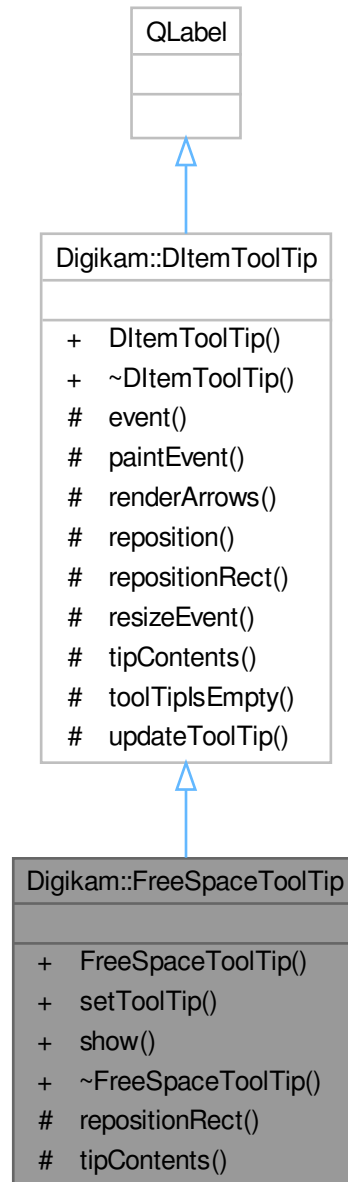 QLabel
Digikam::DItemToolTip
+ DItemToolTip()
+ ~DItemToolTip()
# event()
# paintEvent()
# renderArrows()
# reposition()
# repositionRect()
# resizeEvent()
# tipContents()
# toolTipIsEmpty()
# updateToolTip()
Digikam::FreeSpaceToolTip
+ FreeSpaceToolTip()
+ setToolTip()
+ show()
+ ~FreeSpaceToolTip()
# repositionRect()
# tipContents()